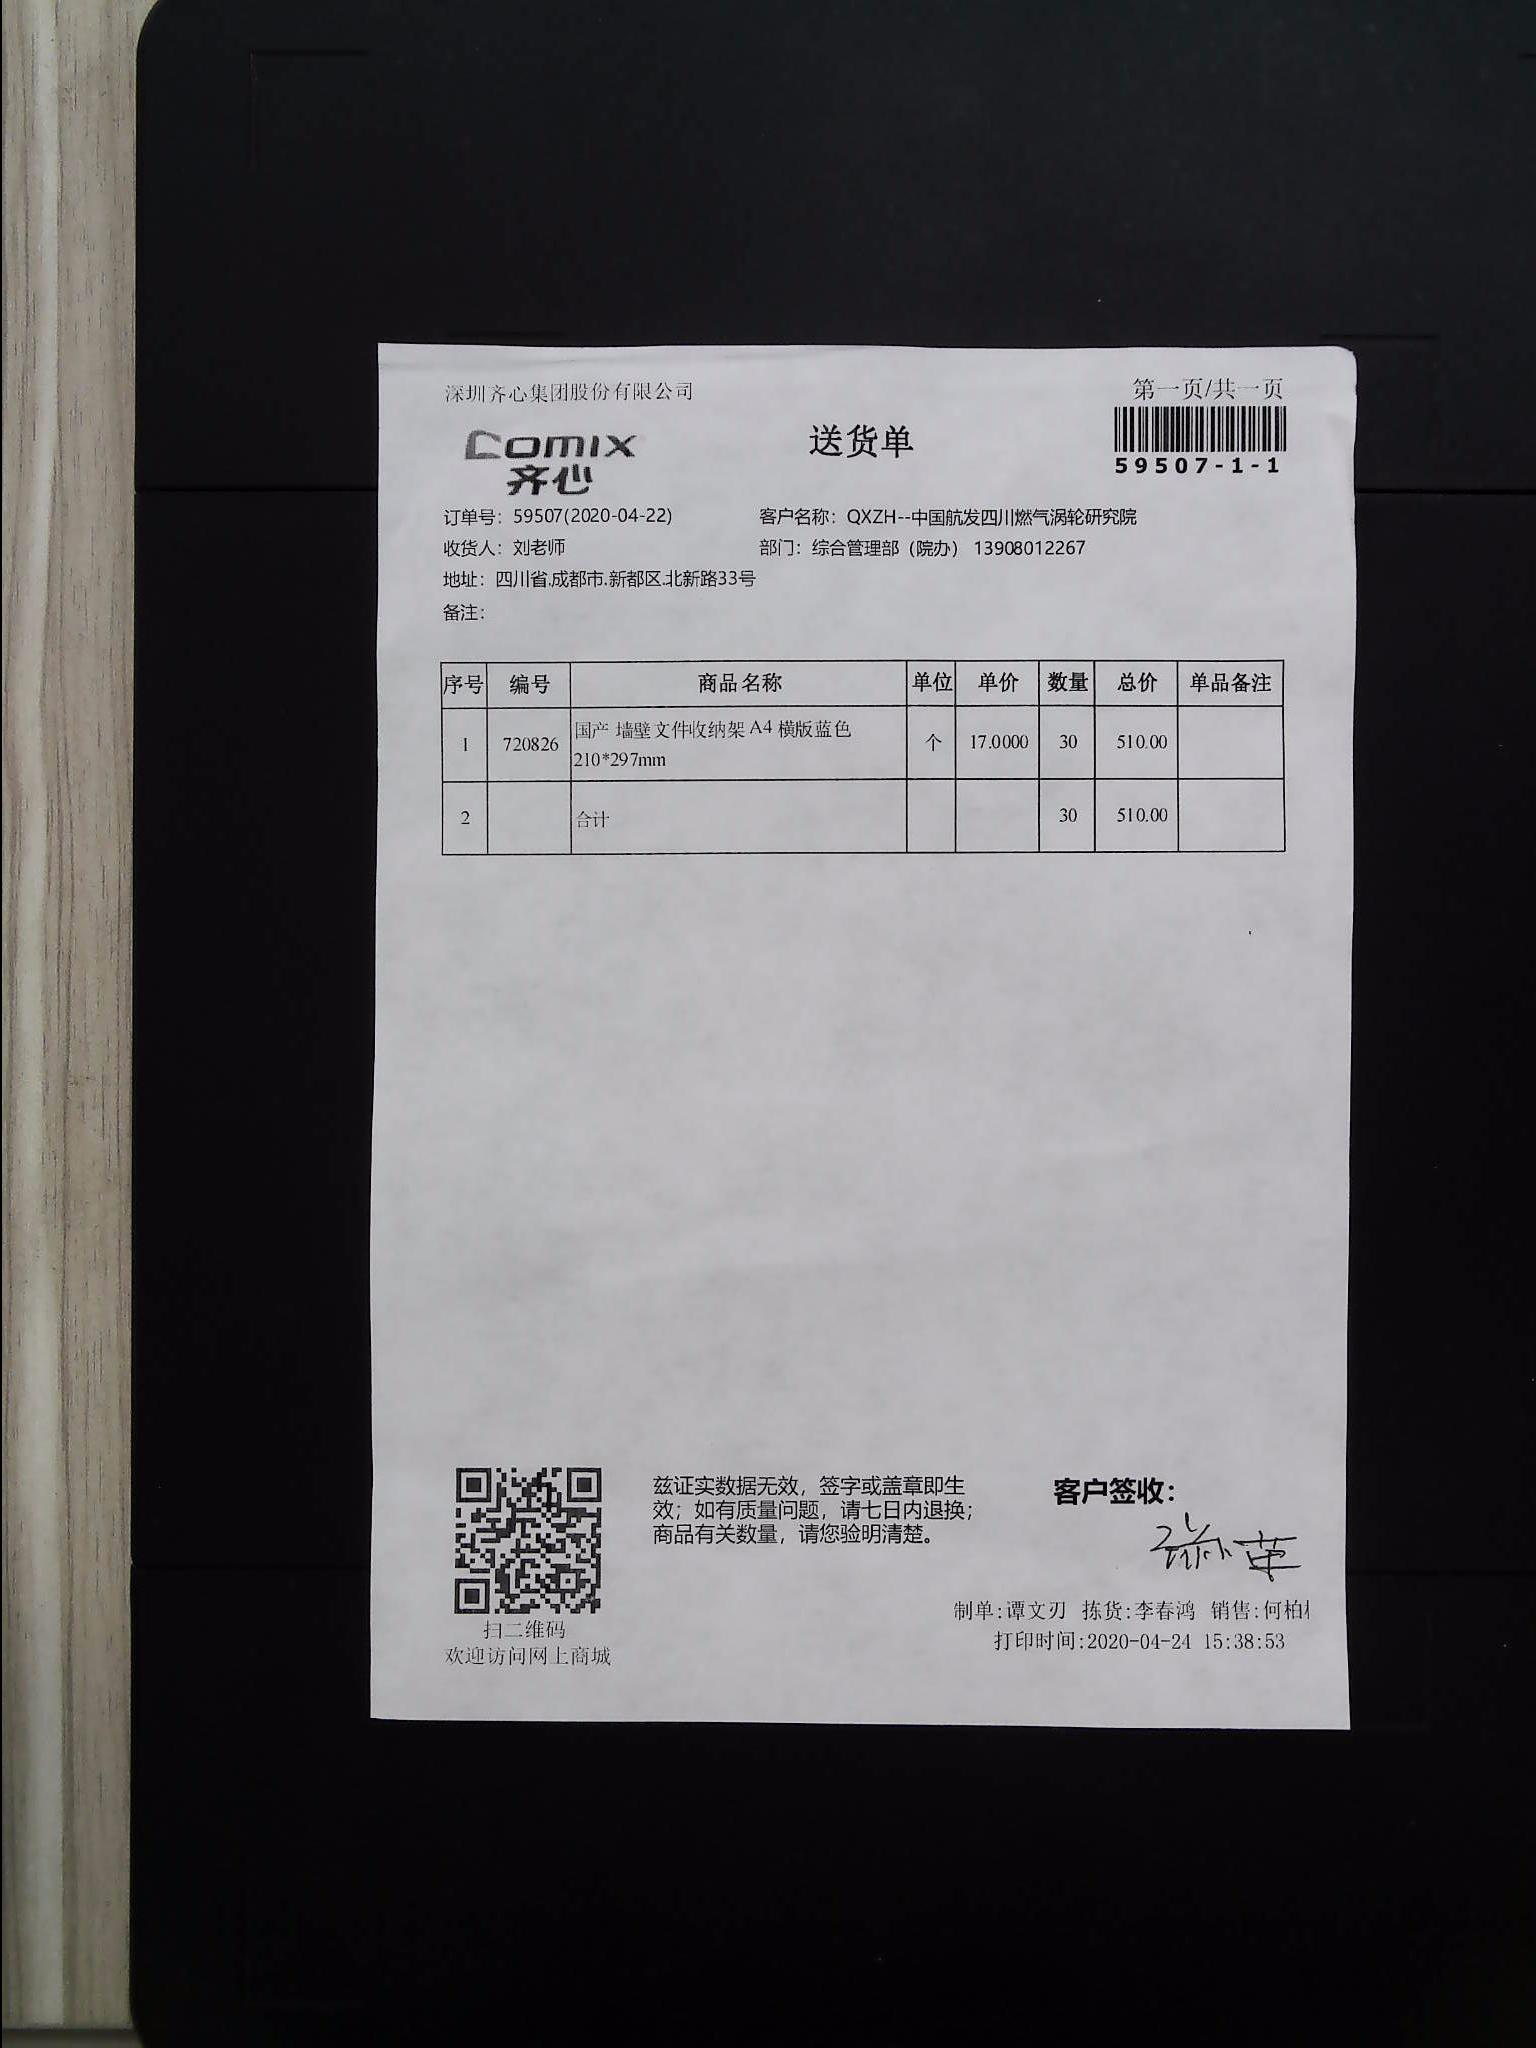 深圳齐心集团股份有限公司
第一页/共一页
comix
齐心
送货单
59507-1-1
订单号：59507(2020-04-22) 客户名称：QXZH--中国航发四川燃气涡轮研究院
收货人：刘老师 部门：综合管理部（院办） 13908012267
地址：四川省.成都市.新都区.北新路33号
备注：
序号 编号 商品名称 单位 单价 数量 总价 单品备注
1 720826 国产 墙壁文件收纳架 A4 横版蓝色 个 17.0000 30 510.00
210*297mm
2 合计 30 510.00
兹证实数据无效，签字或盖章即生
效；如有质量问题，请七日内退换；
商品有关数量，请您验明清楚。
客户签收：
扫二维码
欢迎访问网上商城
制单:谭文刃 拣货:李春鸿 销售:何柏
打印时间:2020-04-24 15:38:53